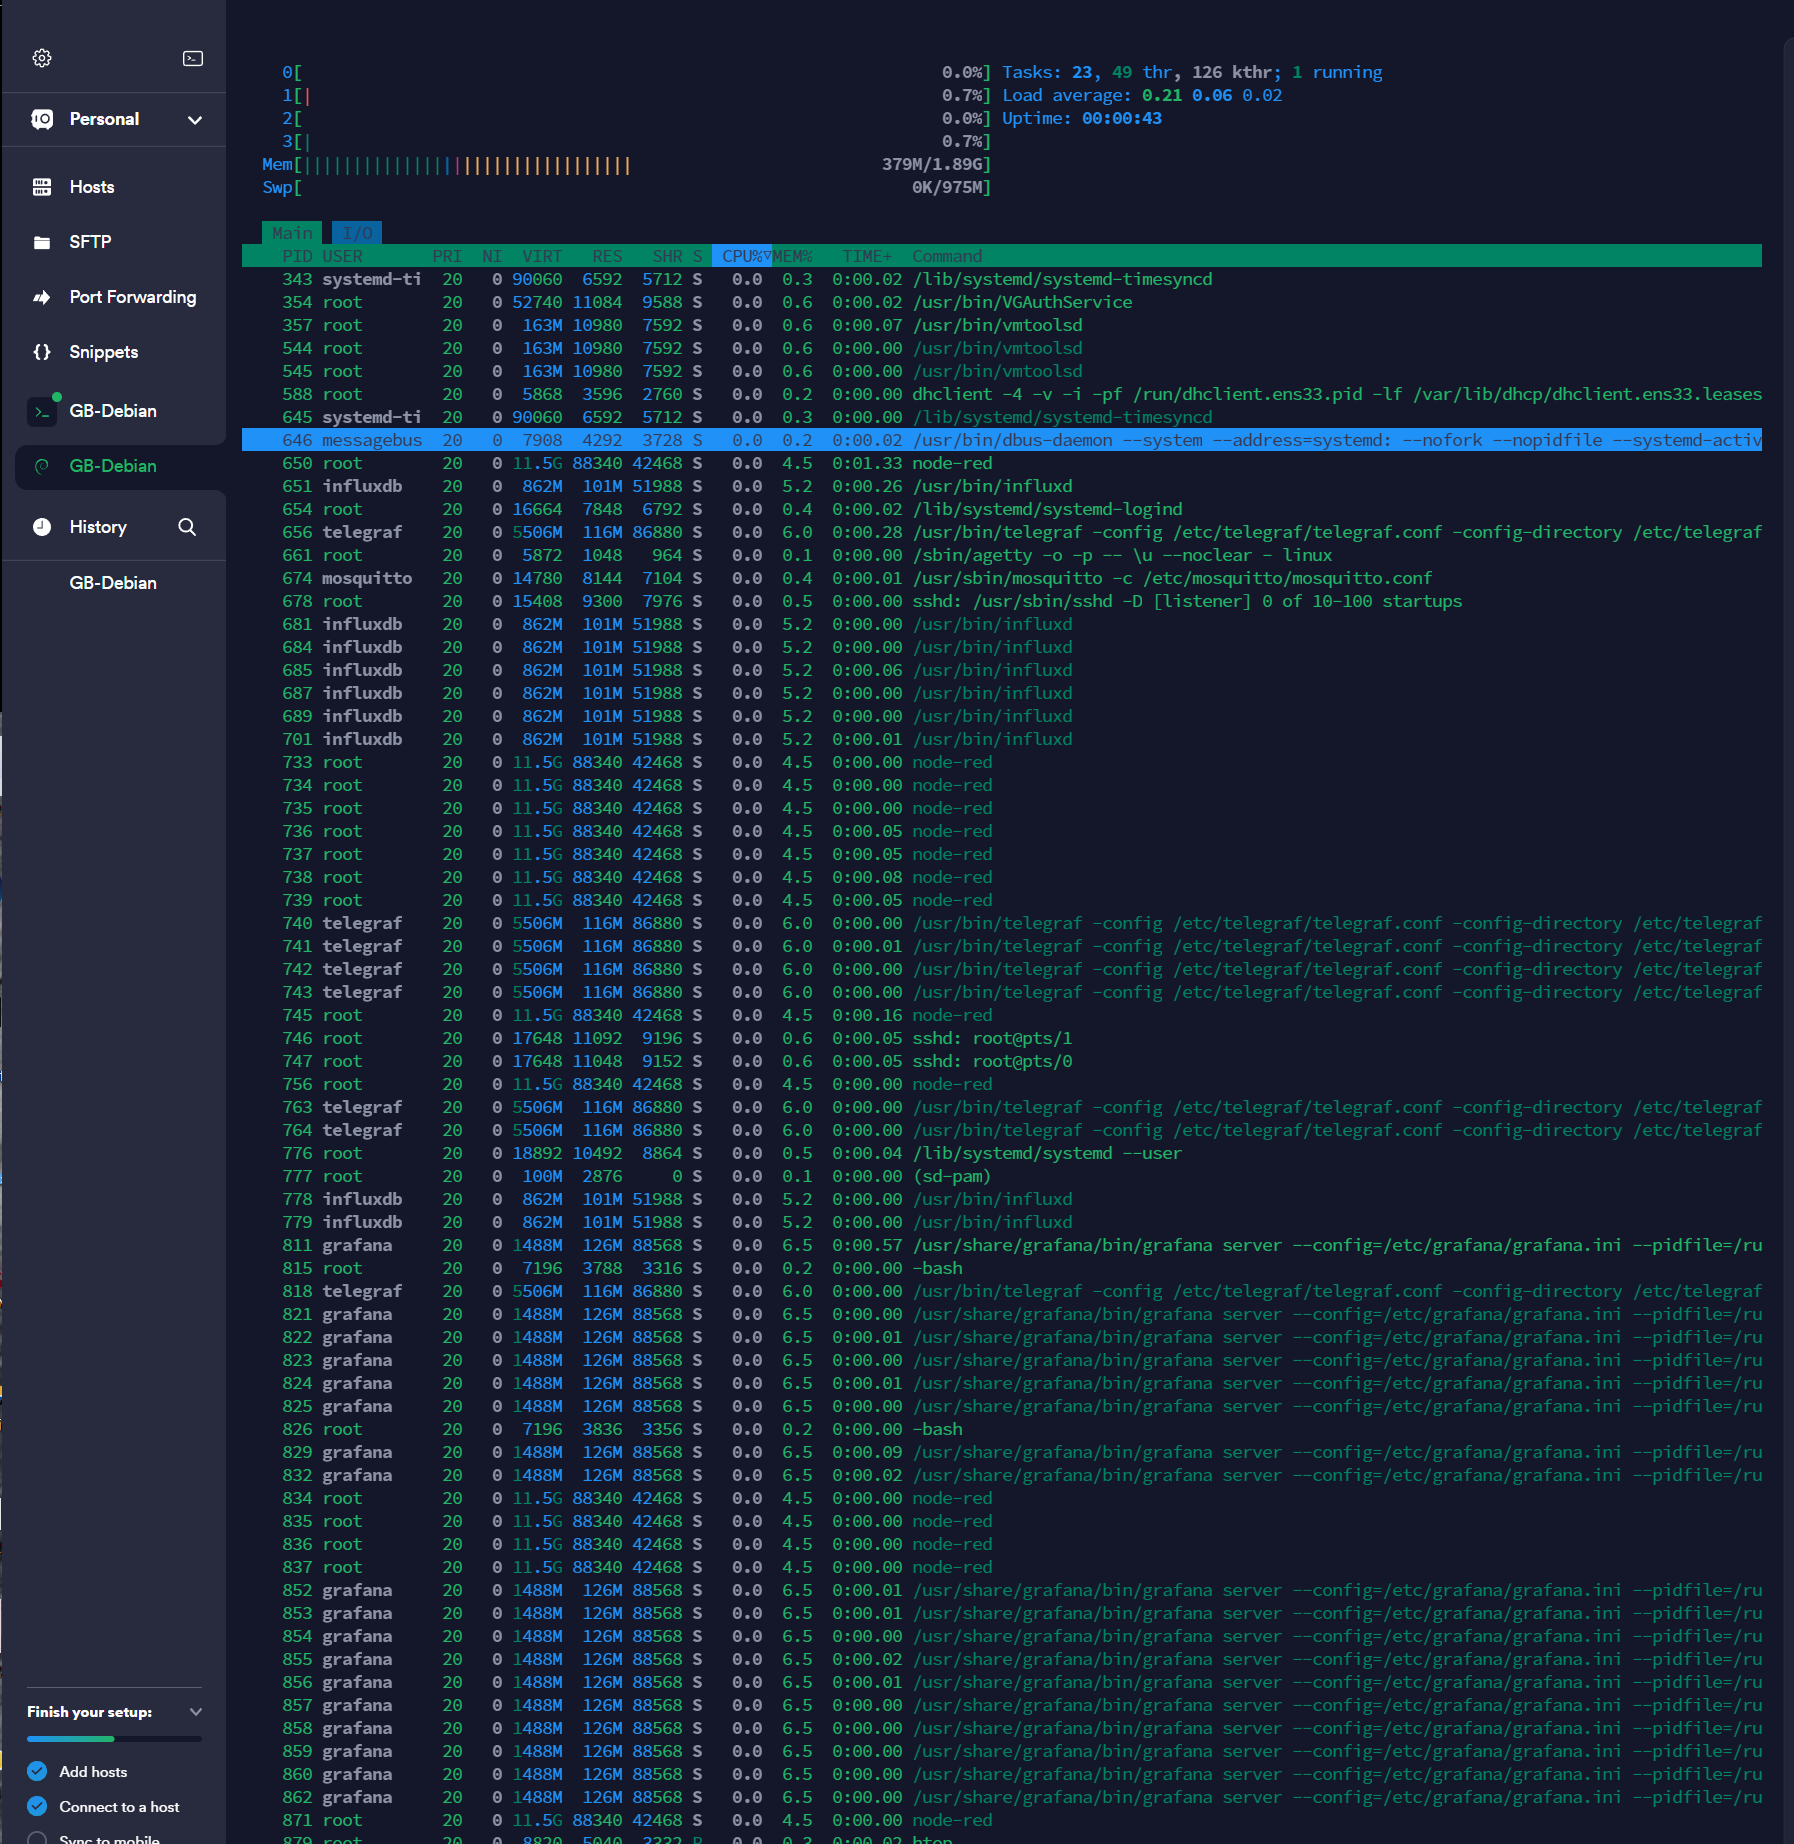 Personal
Hosts
SFTP
Port Forwarding
Snippets
GB-Debian
GB-Debian
History
GB-Debian
Finish your setup:
Add hosts
Connect to a host
Sync to mobile
0[ 0.0%] Tasks: 23, 49 thr, 126 kthr; 1 running
1[| 0.7%] Load average: 0.21 0.06 0.02
2[ 0.0%] Uptime: 00:00:43
3[| 0.7%]
Mem[||||||||||||||||||||||||||||||||| 379M/1.89G]
Swp[ 0K/975M]
Main I/O
PID USER PRI NI VIRT RES SHR S CPU%▽MEM% TIME+ Command
343 systemd-ti 20 0 90060 6592 5712 S 0.0 0.3 0:00.02 /lib/systemd/systemd-timesyncd
354 root 20 0 52740 11084 9588 S 0.0 0.6 0:00.02 /usr/bin/VGAuthService
357 root 20 0 163M 10980 7592 S 0.0 0.6 0:00.07 /usr/bin/vmtoolsd
544 root 20 0 163M 10980 7592 S 0.0 0.6 0:00.00 /usr/bin/vmtoolsd
545 root 20 0 163M 10980 7592 S 0.0 0.6 0:00.00 /usr/bin/vmtoolsd
588 root 20 0 5868 3596 2760 S 0.0 0.2 0:00.00 dhclient -4 -v -i -pf /run/dhclient.ens33.pid -lf /var/lib/dhcp/dhclient.ens33.leases
645 systemd-ti 20 0 90060 6592 5712 S 0.0 0.3 0:00.00 /lib/systemd/systemd-timesyncd
646 messagebus 20 0 7908 4292 3728 S 0.0 0.2 0:00.02 /usr/bin/dbus-daemon --system --address=systemd: --nofork --nopidfile --systemd-activ
650 root 20 0 11.5G 88340 42468 S 0.0 4.5 0:01.33 node-red
651 influxdb 20 0 862M 101M 51988 S 0.0 5.2 0:00.26 /usr/bin/influxd
654 root 20 0 16664 7848 6792 S 0.0 0.4 0:00.02 /lib/systemd/systemd-logind
656 telegraf 20 0 5506M 116M 86880 S 0.0 6.0 0:00.28 /usr/bin/telegraf -config /etc/telegraf/telegraf.conf -config-directory /etc/telegraf
661 root 20 0 5872 1048 964 S 0.0 0.1 0:00.00 /sbin/agetty -o -p -- \u --noclear - linux
674 mosquitto 20 0 14780 8144 7104 S 0.0 0.4 0:00.01 /usr/sbin/mosquitto -c /etc/mosquitto/mosquitto.conf
678 root 20 0 15408 9300 7976 S 0.0 0.5 0:00.00 sshd: /usr/sbin/sshd -D [listener] 0 of 10-100 startups
681 influxdb 20 0 862M 101M 51988 S 0.0 5.2 0:00.00 /usr/bin/influxd
684 influxdb 20 0 862M 101M 51988 S 0.0 5.2 0:00.00 /usr/bin/influxd
685 influxdb 20 0 862M 101M 51988 S 0.0 5.2 0:00.06 /usr/bin/influxd
687 influxdb 20 0 862M 101M 51988 S 0.0 5.2 0:00.00 /usr/bin/influxd
689 influxdb 20 0 862M 101M 51988 S 0.0 5.2 0:00.00 /usr/bin/influxd
701 influxdb 20 0 862M 101M 51988 S 0.0 5.2 0:00.01 /usr/bin/influxd
733 root 20 0 11.5G 88340 42468 S 0.0 4.5 0:00.00 node-red
734 root 20 0 11.5G 88340 42468 S 0.0 4.5 0:00.00 node-red
735 root 20 0 11.5G 88340 42468 S 0.0 4.5 0:00.00 node-red
736 root 20 0 11.5G 88340 42468 S 0.0 4.5 0:00.05 node-red
737 root 20 0 11.5G 88340 42468 S 0.0 4.5 0:00.05 node-red
738 root 20 0 11.5G 88340 42468 S 0.0 4.5 0:00.08 node-red
739 root 20 0 11.5G 88340 42468 S 0.0 4.5 0:00.05 node-red
740 telegraf 20 0 5506M 116M 86880 S 0.0 6.0 0:00.00 /usr/bin/telegraf -config /etc/telegraf/telegraf.conf -config-directory /etc/telegraf
741 telegraf 20 0 5506M 116M 86880 S 0.0 6.0 0:00.01 /usr/bin/telegraf -config /etc/telegraf/telegraf.conf -config-directory /etc/telegraf
742 telegraf 20 0 5506M 116M 86880 S 0.0 6.0 0:00.00 /usr/bin/telegraf -config /etc/telegraf/telegraf.conf -config-directory /etc/telegraf
743 telegraf 20 0 5506M 116M 86880 S 0.0 6.0 0:00.00 /usr/bin/telegraf -config /etc/telegraf/telegraf.conf -config-directory /etc/telegraf
745 root 20 0 11.5G 88340 42468 S 0.0 4.5 0:00.16 node-red
746 root 20 0 17648 11092 9196 S 0.0 0.6 0:00.05 sshd: root@pts/1
747 root 20 0 17648 11048 9152 S 0.0 0.6 0:00.05 sshd: root@pts/0
756 root 20 0 11.5G 88340 42468 S 0.0 4.5 0:00.00 node-red
763 telegraf 20 0 5506M 116M 86880 S 0.0 6.0 0:00.00 /usr/bin/telegraf -config /etc/telegraf/telegraf.conf -config-directory /etc/telegraf
764 telegraf 20 0 5506M 116M 86880 S 0.0 6.0 0:00.00 /usr/bin/telegraf -config /etc/telegraf/telegraf.conf -config-directory /etc/telegraf
776 root 20 0 18892 10492 8864 S 0.0 0.5 0:00.04 /lib/systemd/systemd --user
777 root 20 0 100M 2876 0 S 0.0 0.1 0:00.00 (sd-pam)
778 influxdb 20 0 862M 101M 51988 S 0.0 5.2 0:00.00 /usr/bin/influxd
779 influxdb 20 0 862M 101M 51988 S 0.0 5.2 0:00.00 /usr/bin/influxd
811 grafana 20 0 1488M 126M 88568 S 0.0 6.5 0:00.57 /usr/share/grafana/bin/grafana server --config=/etc/grafana/grafana.ini --pidfile=/ru
815 root 20 0 7196 3788 3316 S 0.0 0.2 0:00.00 -bash
818 telegraf 20 0 5506M 116M 86880 S 0.0 6.0 0:00.00 /usr/bin/telegraf -config /etc/telegraf/telegraf.conf -config-directory /etc/telegraf
821 grafana 20 0 1488M 126M 88568 S 0.0 6.5 0:00.00 /usr/share/grafana/bin/grafana server --config=/etc/grafana/grafana.ini --pidfile=/ru
822 grafana 20 0 1488M 126M 88568 S 0.0 6.5 0:00.01 /usr/share/grafana/bin/grafana server --config=/etc/grafana/grafana.ini --pidfile=/ru
823 grafana 20 0 1488M 126M 88568 S 0.0 6.5 0:00.00 /usr/share/grafana/bin/grafana server --config=/etc/grafana/grafana.ini --pidfile=/ru
824 grafana 20 0 1488M 126M 88568 S 0.0 6.5 0:00.01 /usr/share/grafana/bin/grafana server --config=/etc/grafana/grafana.ini --pidfile=/ru
825 grafana 20 0 1488M 126M 88568 S 0.0 6.5 0:00.00 /usr/share/grafana/bin/grafana server --config=/etc/grafana/grafana.ini --pidfile=/ru
826 root 20 0 7196 3836 3356 S 0.0 0.2 0:00.00 -bash
829 grafana 20 0 1488M 126M 88568 S 0.0 6.5 0:00.09 /usr/share/grafana/bin/grafana server --config=/etc/grafana/grafana.ini --pidfile=/ru
832 grafana 20 0 1488M 126M 88568 S 0.0 6.5 0:00.02 /usr/share/grafana/bin/grafana server --config=/etc/grafana/grafana.ini --pidfile=/ru
834 root 20 0 11.5G 88340 42468 S 0.0 4.5 0:00.00 node-red
835 root 20 0 11.5G 88340 42468 S 0.0 4.5 0:00.00 node-red
836 root 20 0 11.5G 88340 42468 S 0.0 4.5 0:00.00 node-red
837 root 20 0 11.5G 88340 42468 S 0.0 4.5 0:00.00 node-red
852 grafana 20 0 1488M 126M 88568 S 0.0 6.5 0:00.01 /usr/share/grafana/bin/grafana server --config=/etc/grafana/grafana.ini --pidfile=/ru
853 grafana 20 0 1488M 126M 88568 S 0.0 6.5 0:00.01 /usr/share/grafana/bin/grafana server --config=/etc/grafana/grafana.ini --pidfile=/ru
854 grafana 20 0 1488M 126M 88568 S 0.0 6.5 0:00.00 /usr/share/grafana/bin/grafana server --config=/etc/grafana/grafana.ini --pidfile=/ru
855 grafana 20 0 1488M 126M 88568 S 0.0 6.5 0:00.02 /usr/share/grafana/bin/grafana server --config=/etc/grafana/grafana.ini --pidfile=/ru
856 grafana 20 0 1488M 126M 88568 S 0.0 6.5 0:00.01 /usr/share/grafana/bin/grafana server --config=/etc/grafana/grafana.ini --pidfile=/ru
857 grafana 20 0 1488M 126M 88568 S 0.0 6.5 0:00.00 /usr/share/grafana/bin/grafana server --config=/etc/grafana/grafana.ini --pidfile=/ru
858 grafana 20 0 1488M 126M 88568 S 0.0 6.5 0:00.00 /usr/share/grafana/bin/grafana server --config=/etc/grafana/grafana.ini --pidfile=/ru
859 grafana 20 0 1488M 126M 88568 S 0.0 6.5 0:00.00 /usr/share/grafana/bin/grafana server --config=/etc/grafana/grafana.ini --pidfile=/ru
860 grafana 20 0 1488M 126M 88568 S 0.0 6.5 0:00.00 /usr/share/grafana/bin/grafana server --config=/etc/grafana/grafana.ini --pidfile=/ru
862 grafana 20 0 1488M 126M 88568 S 0.0 6.5 0:00.00 /usr/share/grafana/bin/grafana server --config=/etc/grafana/grafana.ini --pidfile=/ru
871 root 20 0 11.5G 88340 42468 S 0.0 4.5 0:00.00 node-red
879 root 20 0 8820 5040 3332 R 0.0 0.3 0:00.02 htop